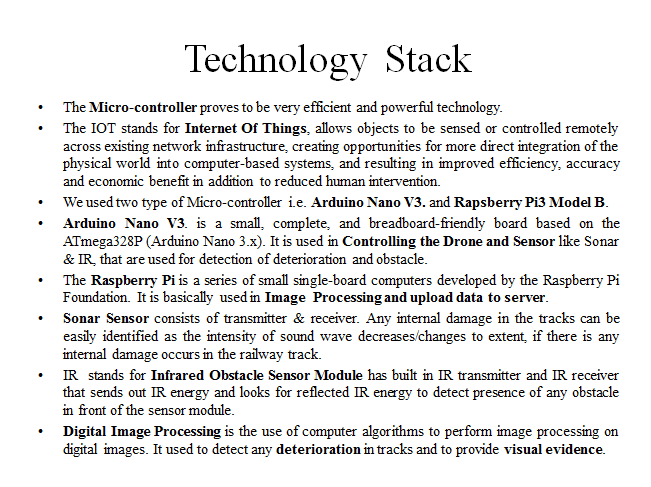 Technology Stack
• The Micro-controller proves to be very efficient and powerful technology.
• The IOT stands for Internet Of Things, allows objects to be sensed or controlled remotely
across existing network infrastructure, creating opportunities for more direct integration of the
physical world into computer-based systems, and resulting in improved efficiency, accuracy
and economic benefit in addition to reduced human intervention.
• We used two type of Micro-controller i.e. Arduino Nano V3. and Rapsberry Pi3 Model B.
• Arduino Nano V3. is a small, complete, and breadboard-friendly board based on the
ATmega328P (Arduino Nano 3.x). It is used in Controlling the Drone and Sensor like Sonar
& IR, that are used for detection of deterioration and obstacle.
• The Raspberry Pi is a series of small single-board computers developed by the Raspberry Pi
Foundation. It is basically used in Image Processing and upload data to server.
• Sonar Sensor consists of transmitter & receiver. Any internal damage in the tracks can be
easily identified as the intensity of sound wave decreases/changes to extent, if there is any
internal damage occurs in the railway track.
• IR stands for Infrared Obstacle Sensor Module has built in IR transmitter and IR receiver
that sends out IR energy and looks for reflected IR energy to detect presence of any obstacle
in front of the sensor module.
• Digital Image Processing is the use of computer algorithms to perform image processing on
digital images. It used to detect any deterioration in tracks and to provide visual evidence.